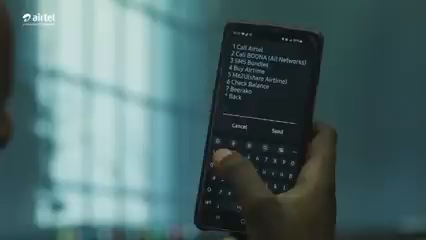 airtel
1 Call Airtel
2 Call BOONA (All Networks)
3 SMS Bundles
4 Buy Airtime
5 Me2U(share Airtime)
6 Check Balance
7 Beerako
* Back
Cancel Send